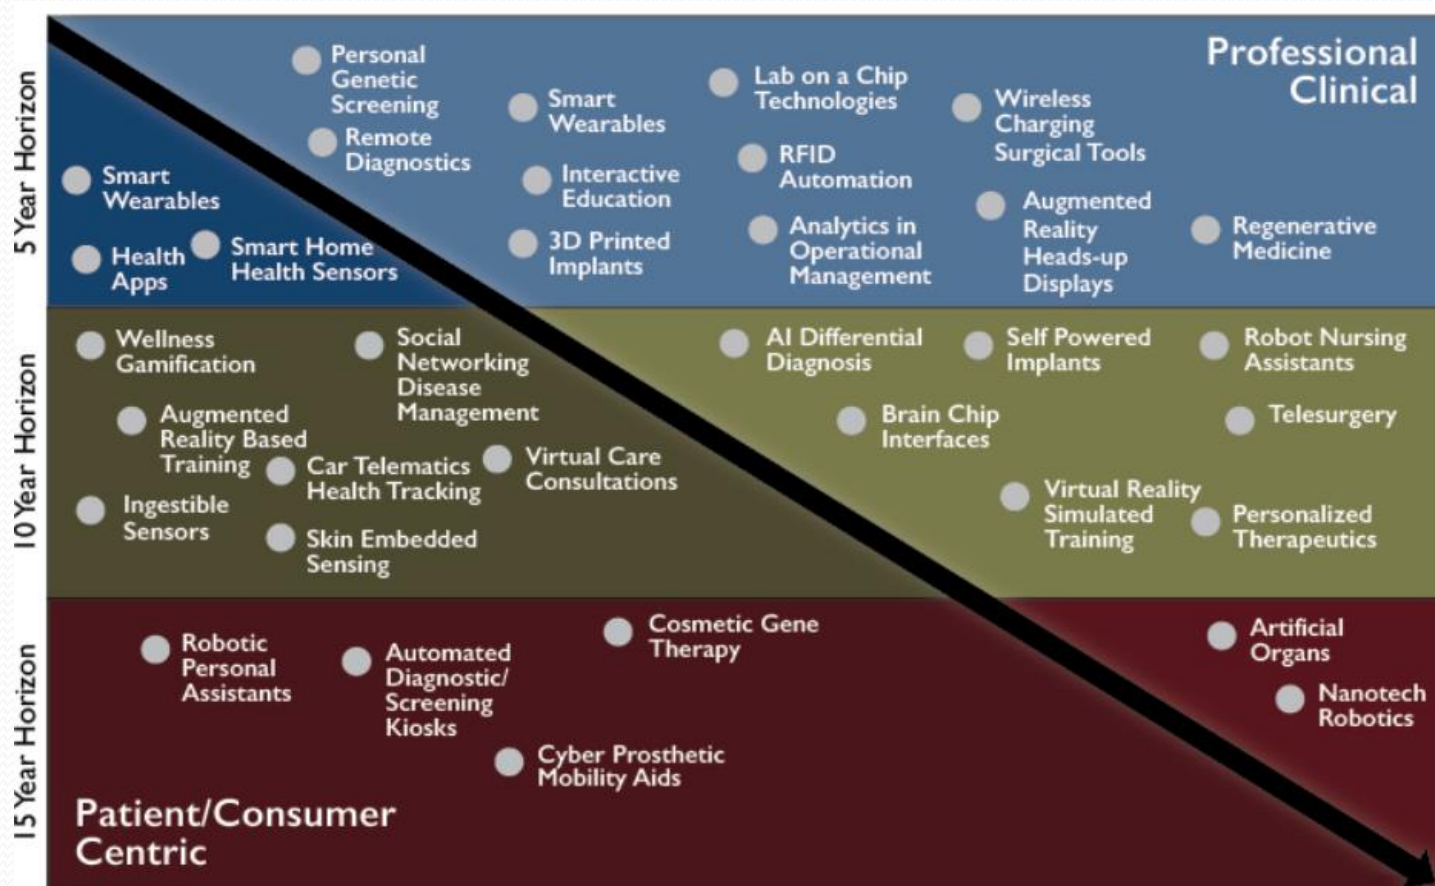 5 Year Horizon
Professional
Clinical
Personal
Genetic
Screening
Remote
Diagnostics
Smart
Wearables
Interactive
Education
3D Printed
Implants
Lab on a Chip
Technologies
RFID
Automation
Analytics in
Operational
Management
Wireless
Charging
Surgical Tools
Augmented
Reality
Heads-up
Displays
Regenerative
Medicine
Smart
Wearables
Health
Apps
Smart Home
Health Sensors
10 Year Horizon
Wellness
Gamification
Social
Networking
Disease
Management
Augmented
Reality Based
Training
Car Telematics
Health Tracking
Virtual Care
Consultations
Ingestible
Sensors
Skin Embedded
Sensing
AI Differential
Diagnosis
Self Powered
Implants
Robot Nursing
Assistants
Brain Chip
Interfaces
Telesurgery
Virtual Reality
Simulated
Training
Personalized
Therapeutics
15 Year Horizon
Robotic
Personal
Assistants
Automated
Diagnostic/
Screening
Kiosks
Cosmetic Gene
Therapy
Cyber Prosthetic
Mobility Aids
Artificial
Organs
Nanotech
Robotics
Patient/Consumer
Centric